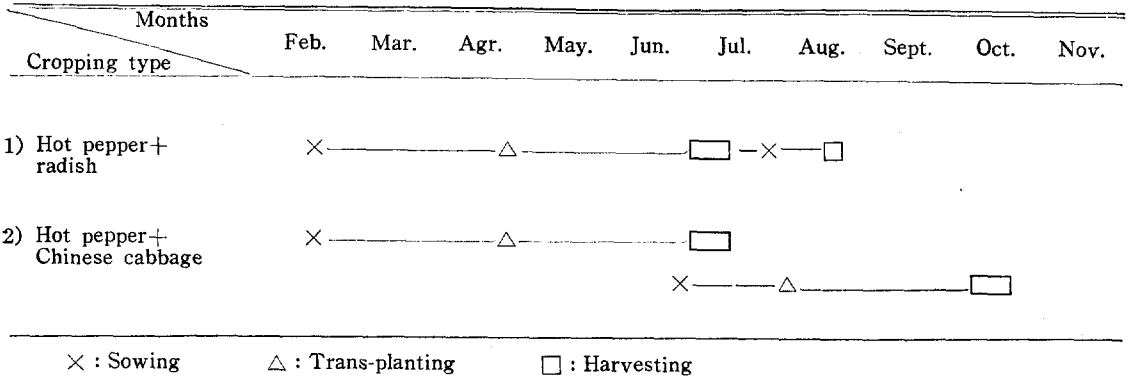 Months
Cropping type
Feb. Mar. Agr. May. Jun. Jul. Aug. Sept. Oct. Nov.
1) Hot pepper+
radish
2) Hot pepper+
Chinese cabbage
× : Sowing △ : Trans-planting □ : Harvesting